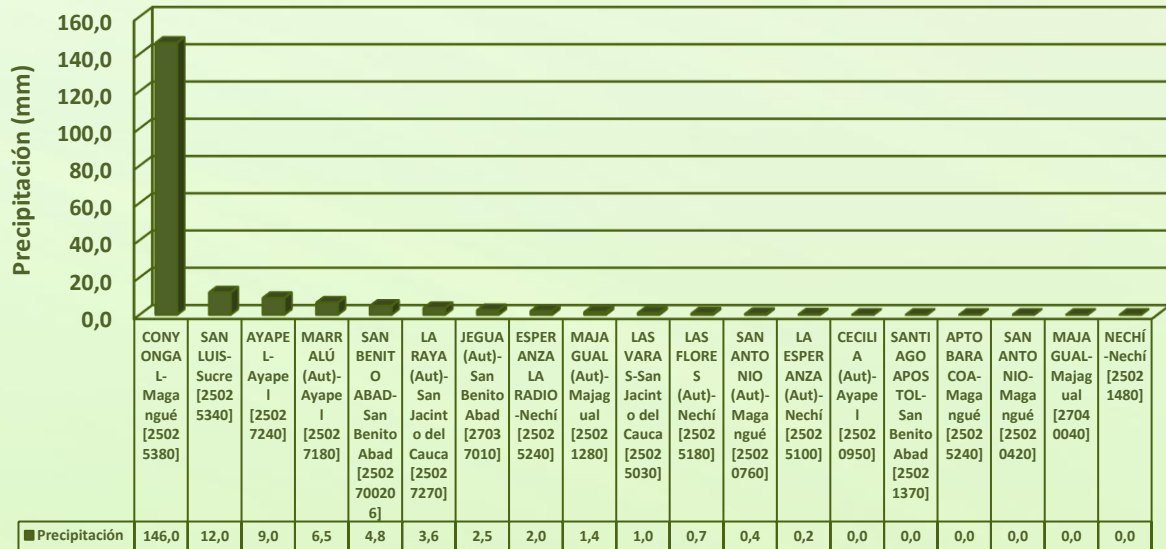 160,0
140,0
120,0
100,0
80,0
60,0
40,0
20,0
0,0
Precipitación (mm)
CONY
ONGA
L-
Maga
ngué
[2502
5380]
SAN
LUIS-
Sucre
[2502
5340]
AYAPE
L-
Ayape
l
[2502
7240]
MARR
ALÚ
(Aut)-
Ayape
l
[2502
7180]
SAN
BENIT
O
ABAD-
San
Benito
Abad
[2502
70020
6]
LA
RAYA
(Aut)-
San
Jacint
o del
Cauca
[2502
7270]
JEGUA
(Aut)-
San
Benito
Abad
[2703
7010]
ESPER
ANZA
LA
RADIO
-Nechí
[2502
5240]
MAJA
GUAL
(Aut)-
Majag
ual
[2502
1280]
LAS
VARA
S-San
Jacint
o del
Cauca
[2502
5030]
LAS
FLORE
S
(Aut)-
Nechí
[2502
5180]
SAN
ANTO
NIO
(Aut)-
Maga
ngué
[2502
0760]
LA
ESPER
ANZA
(Aut)-
Nechí
[2502
5100]
CECILI
A
(Aut)-
Ayape
l
[2502
0950]
SANTI
AGO
APOS
TOL-
San
Benito
Abad
[2502
1370]
APTO
BARA
COA-
Maga
ngué
[2502
5240]
SAN
ANTO
NIO-
Maga
ngué
[2502
0420]
MAJA
GUAL-
Majag
ual
[2704
0040]
NECHÍ
-Nechí
[2502
1480]
Precipitación 146,0 12,0 9,0 6,5 4,8 3,6 2,5 2,0 1,4 1,0 0,7 0,4 0,2 0,0 0,0 0,0 0,0 0,0 0,0